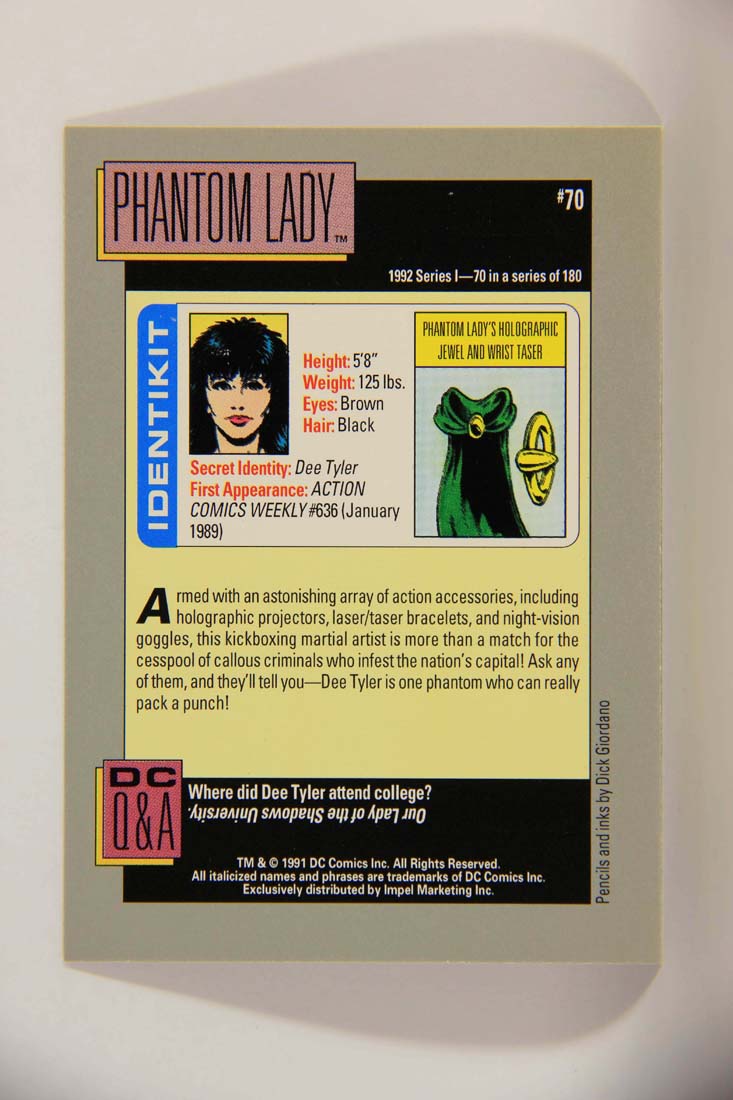 PHANTOM LADY™
#70
1992 Series I—70 in a series of 180
IDENTIKIT
Height: 5'8"
Weight: 125 lbs.
Eyes: Brown
Hair: Black
Secret Identity: Dee Tyler
First Appearance: ACTION
COMICS WEEKLY #636 (January
1989)
PHANTOM LADY'S HOLOGRAPHIC
JEWEL AND WRIST TASER
Armed with an astonishing array of action accessories, including
holographic projectors, laser/taser bracelets, and night-vision
goggles, this kickboxing martial artist is more than a match for the
cesspool of callous criminals who infest the nation's capital! Ask any
of them, and they'll tell you—Dee Tyler is one phantom who can really
pack a punch!
DC
Q&A
Where did Dee Tyler attend college?
Our Lady of the Shadows University.
TM & © 1991 DC Comics Inc. All Rights Reserved.
All italicized names and phrases are trademarks of DC Comics Inc.
Exclusively distributed by Impel Marketing Inc.
Pencils and inks by Dick Giordano